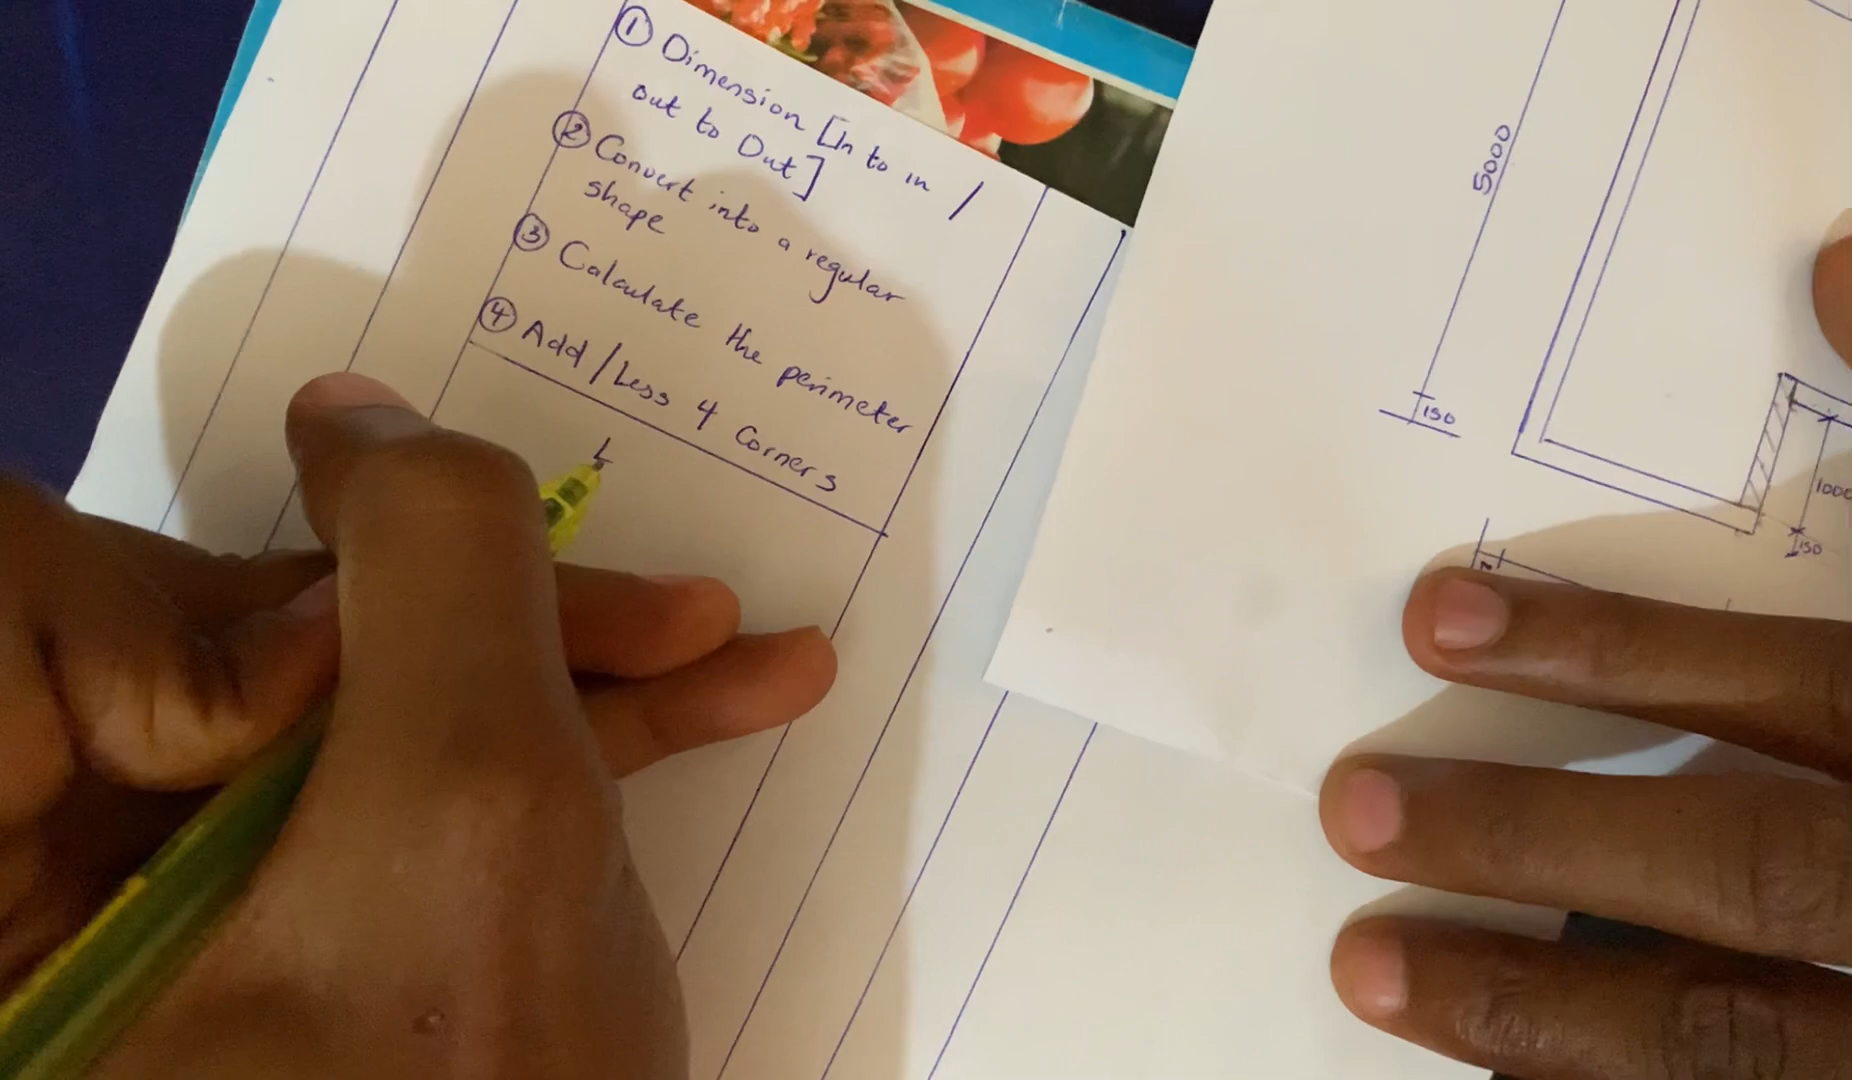 ① Dimension [In to in /
out to Out]
② Convert into a regular
shape
③ Calculate the perimeter
④ Add / Less 4 Corners
L
5000
150
1000
150